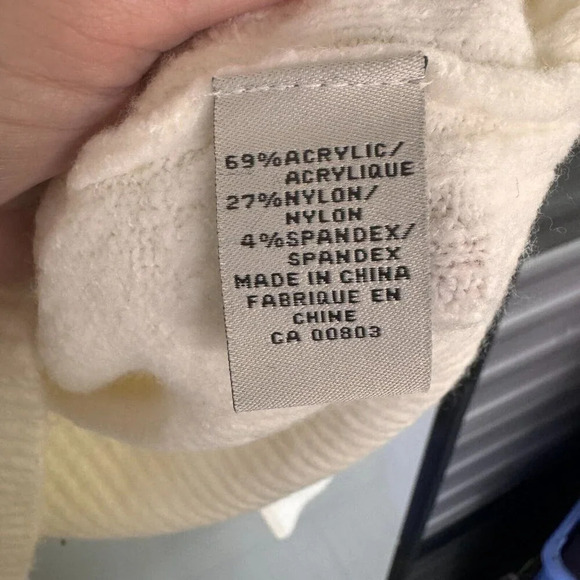 69%ACRYLIC/
ACRYLIQUE
27%NYLON/
NYLON
4%SPANDEX/
SPANDEX
MADE IN CHINA
FABRIQUE EN
CHINE
CA 00803